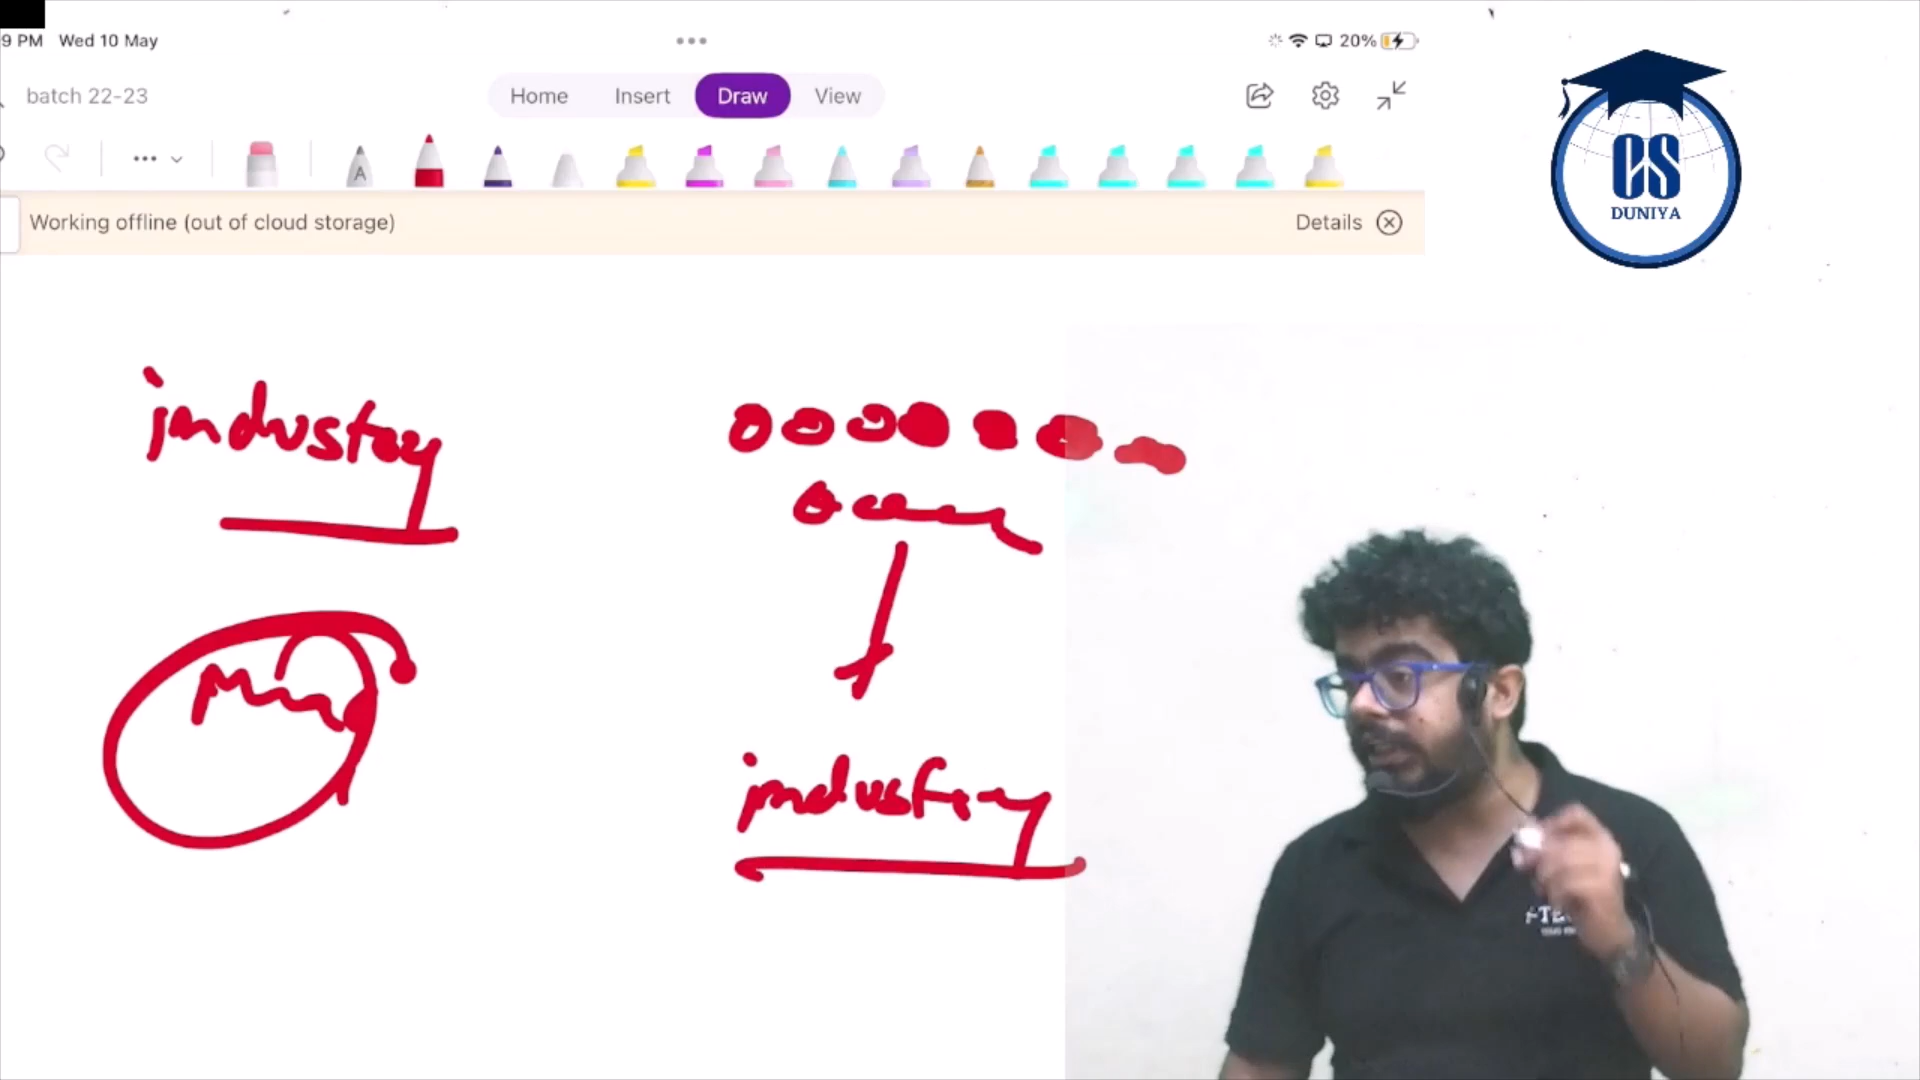 9 PM Wed 10 May
20%
batch 22-23
Home Insert Draw View
A
Working offline (out of cloud storage)
Details
CS
DUNIYA
industry
industry